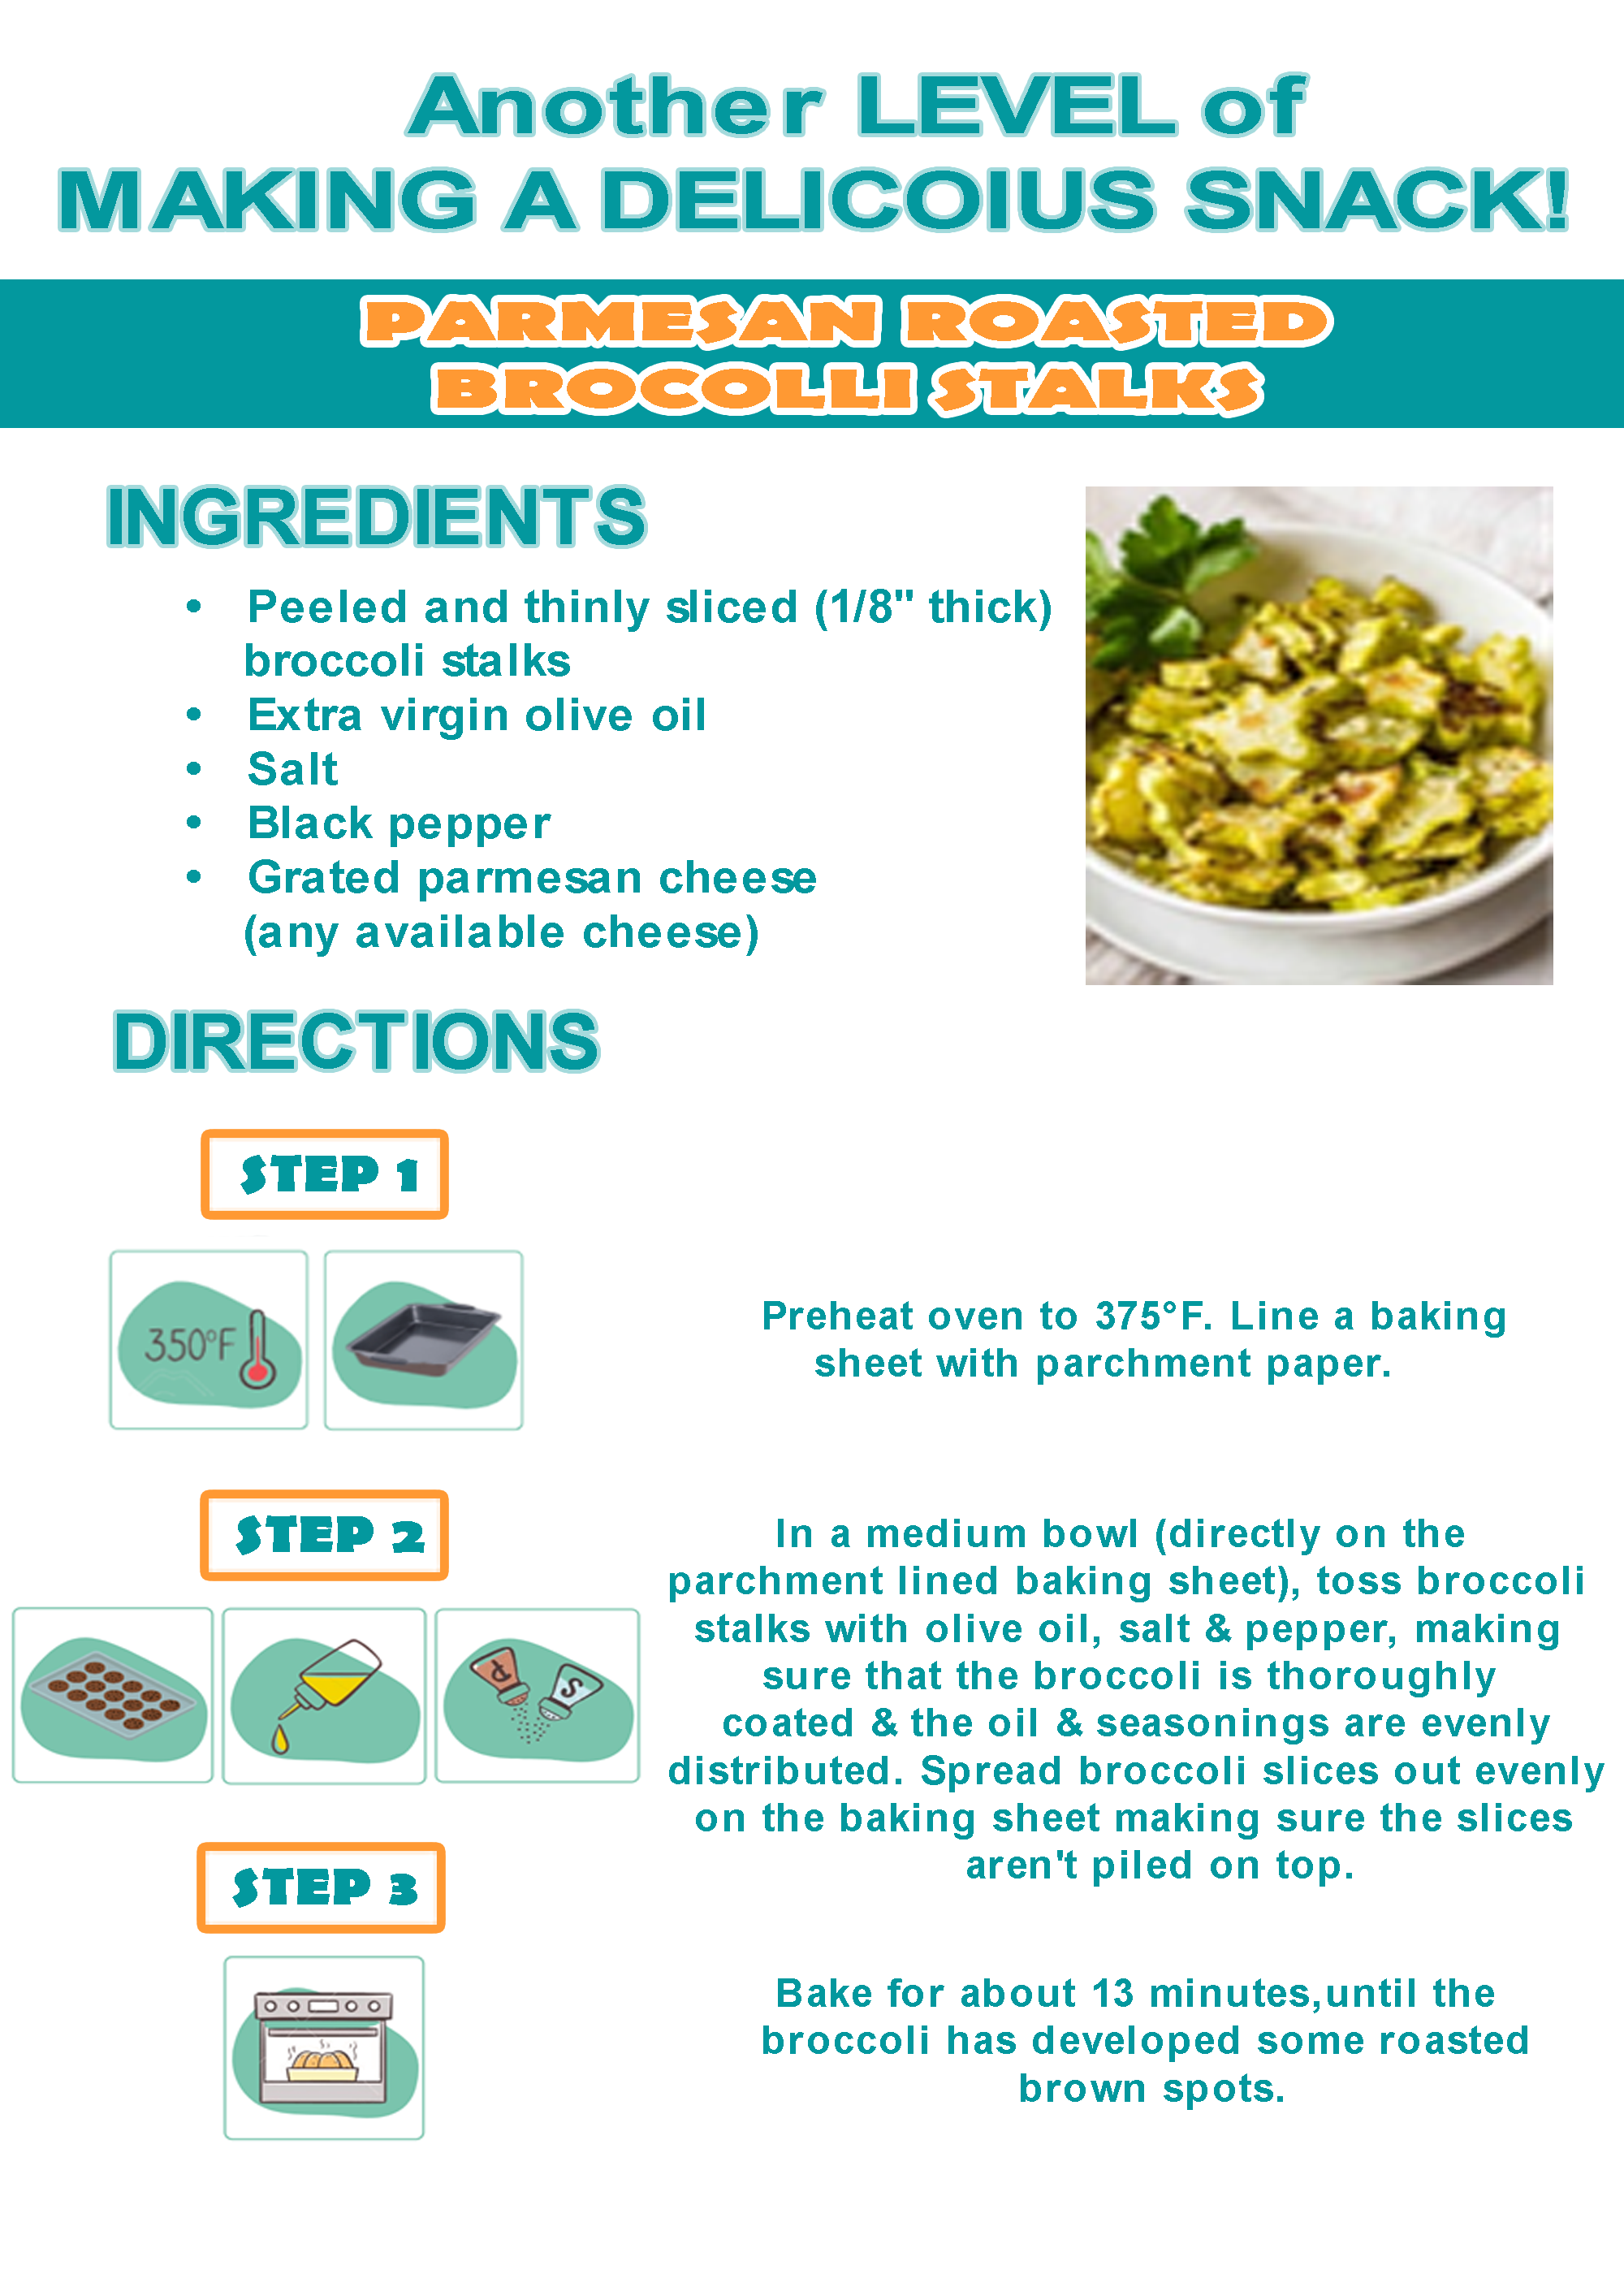 Another LEVEL of
MAKING A DELICOIUS SNACK!
PARMESAN ROASTED
BROCOLLI STALKS
INGREDIENTS
• Peeled and thinly sliced (1/8" thick)
broccoli stalks
• Extra virgin olive oil
• Salt
• Black pepper
• Grated parmesan cheese
(any available cheese)
DIRECTIONS
STEP 1
350°F
Preheat oven to 375°F. Line a baking
sheet with parchment paper.
STEP 2
P
S
In a medium bowl (directly on the
parchment lined baking sheet), toss broccoli
stalks with olive oil, salt & pepper, making
sure that the broccoli is thoroughly
coated & the oil & seasonings are evenly
distributed. Spread broccoli slices out evenly
on the baking sheet making sure the slices
aren't piled on top.
STEP 3
Bake for about 13 minutes,until the
broccoli has developed some roasted
brown spots.